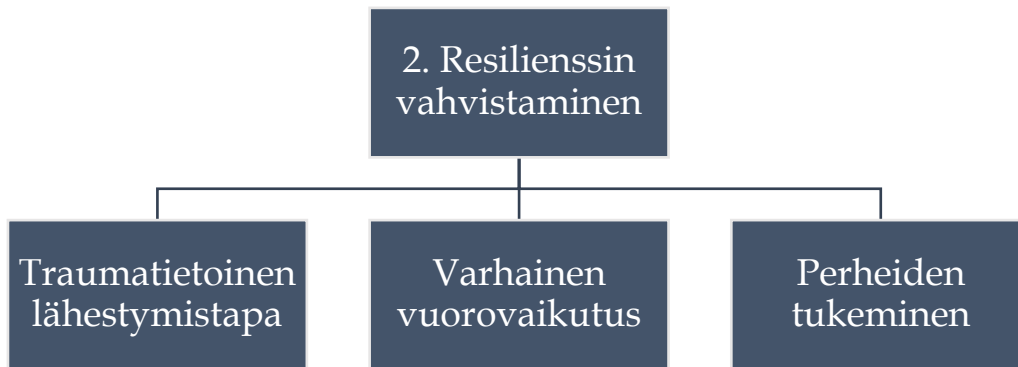 2. Resilienssin
vahvistaminen
Traumatietoinen
lähestymistapa
Varhainen
vuorovaikutus
Perheiden
tukeminen